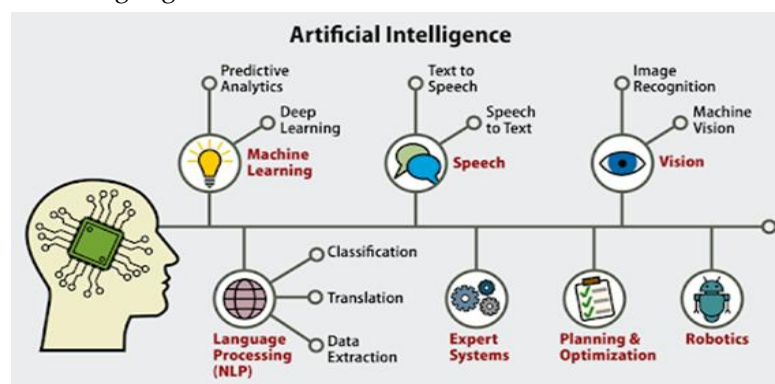 Artificial Intelligence
Predictive
Analytics
Deep
Learning
Machine
Learning
Text to
Speech
Speech
to Text
Speech
Image
Recognition
Machine
Vision
Vision
Classification
Translation
Data
Extraction
Language
Processing
(NLP)
Expert
Systems
Planning &
Optimization
Robotics